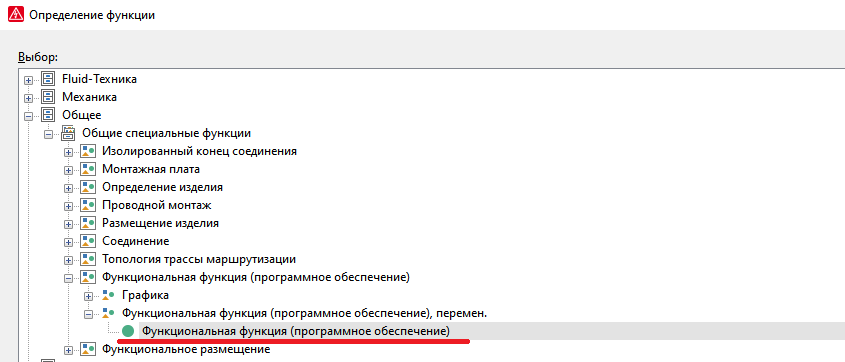 Определение функции
Выбор:
Fluid-Техника
Механика
Общее
Общие специальные функции
Изолированный конец соединения
Монтажная плата
Определение изделия
Проводной монтаж
Размещение изделия
Соединение
Топология трассы маршрутизации
Функциональная функция (программное обеспечение)
Графика
Функциональная функция (программное обеспечение), перемен.
Функциональная функция (программное обеспечение)
Функциональное размещение